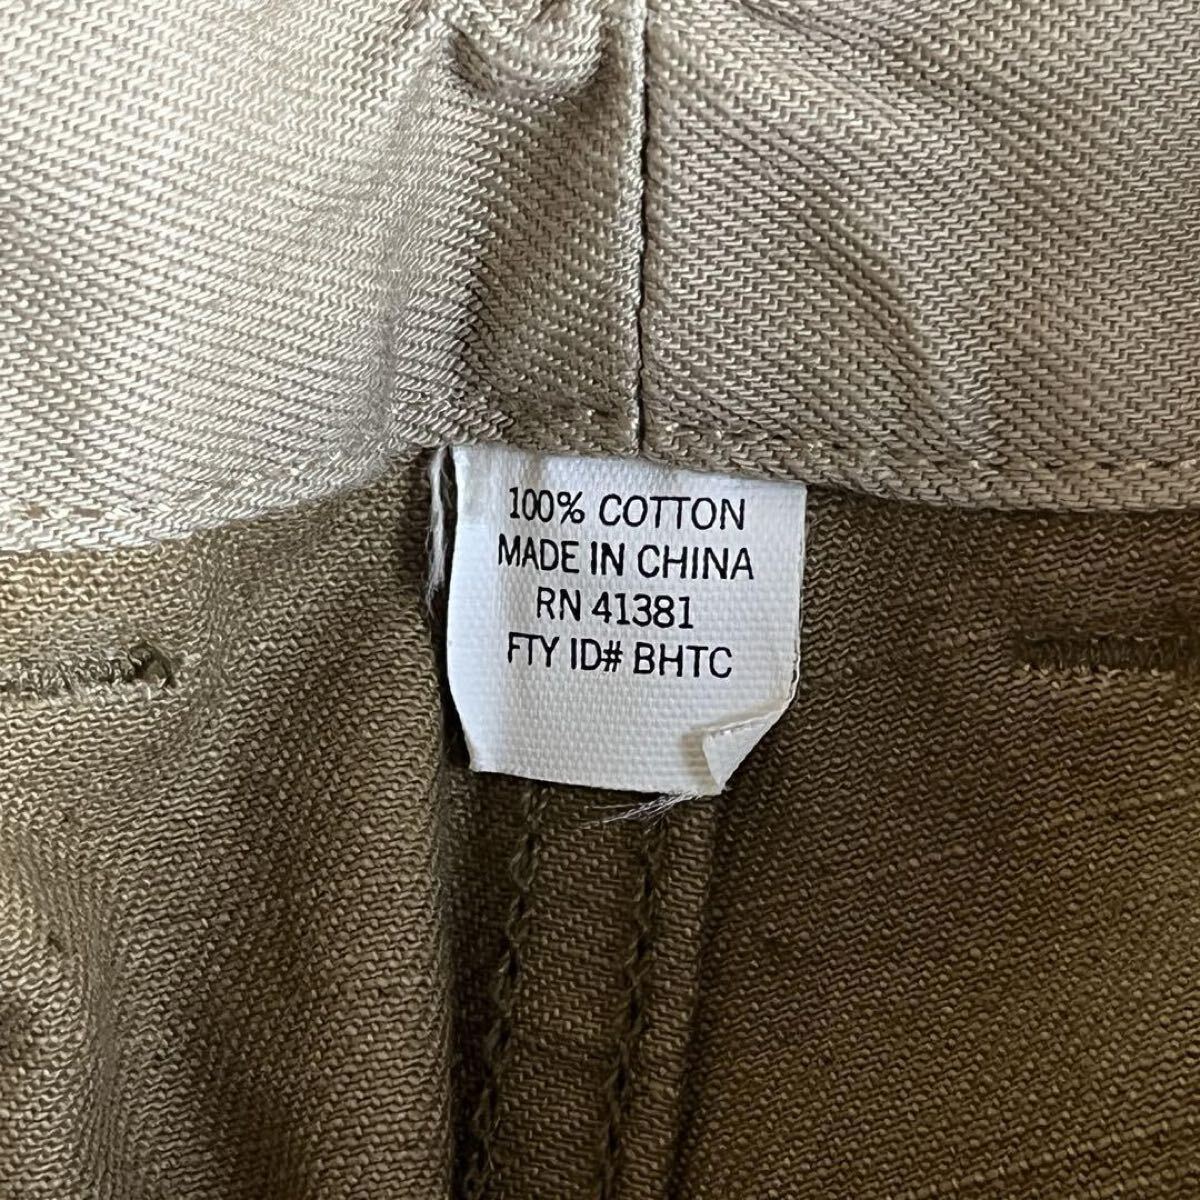 100% COTTON
MADE IN CHINA
RN 41381
FTY ID# BHTC